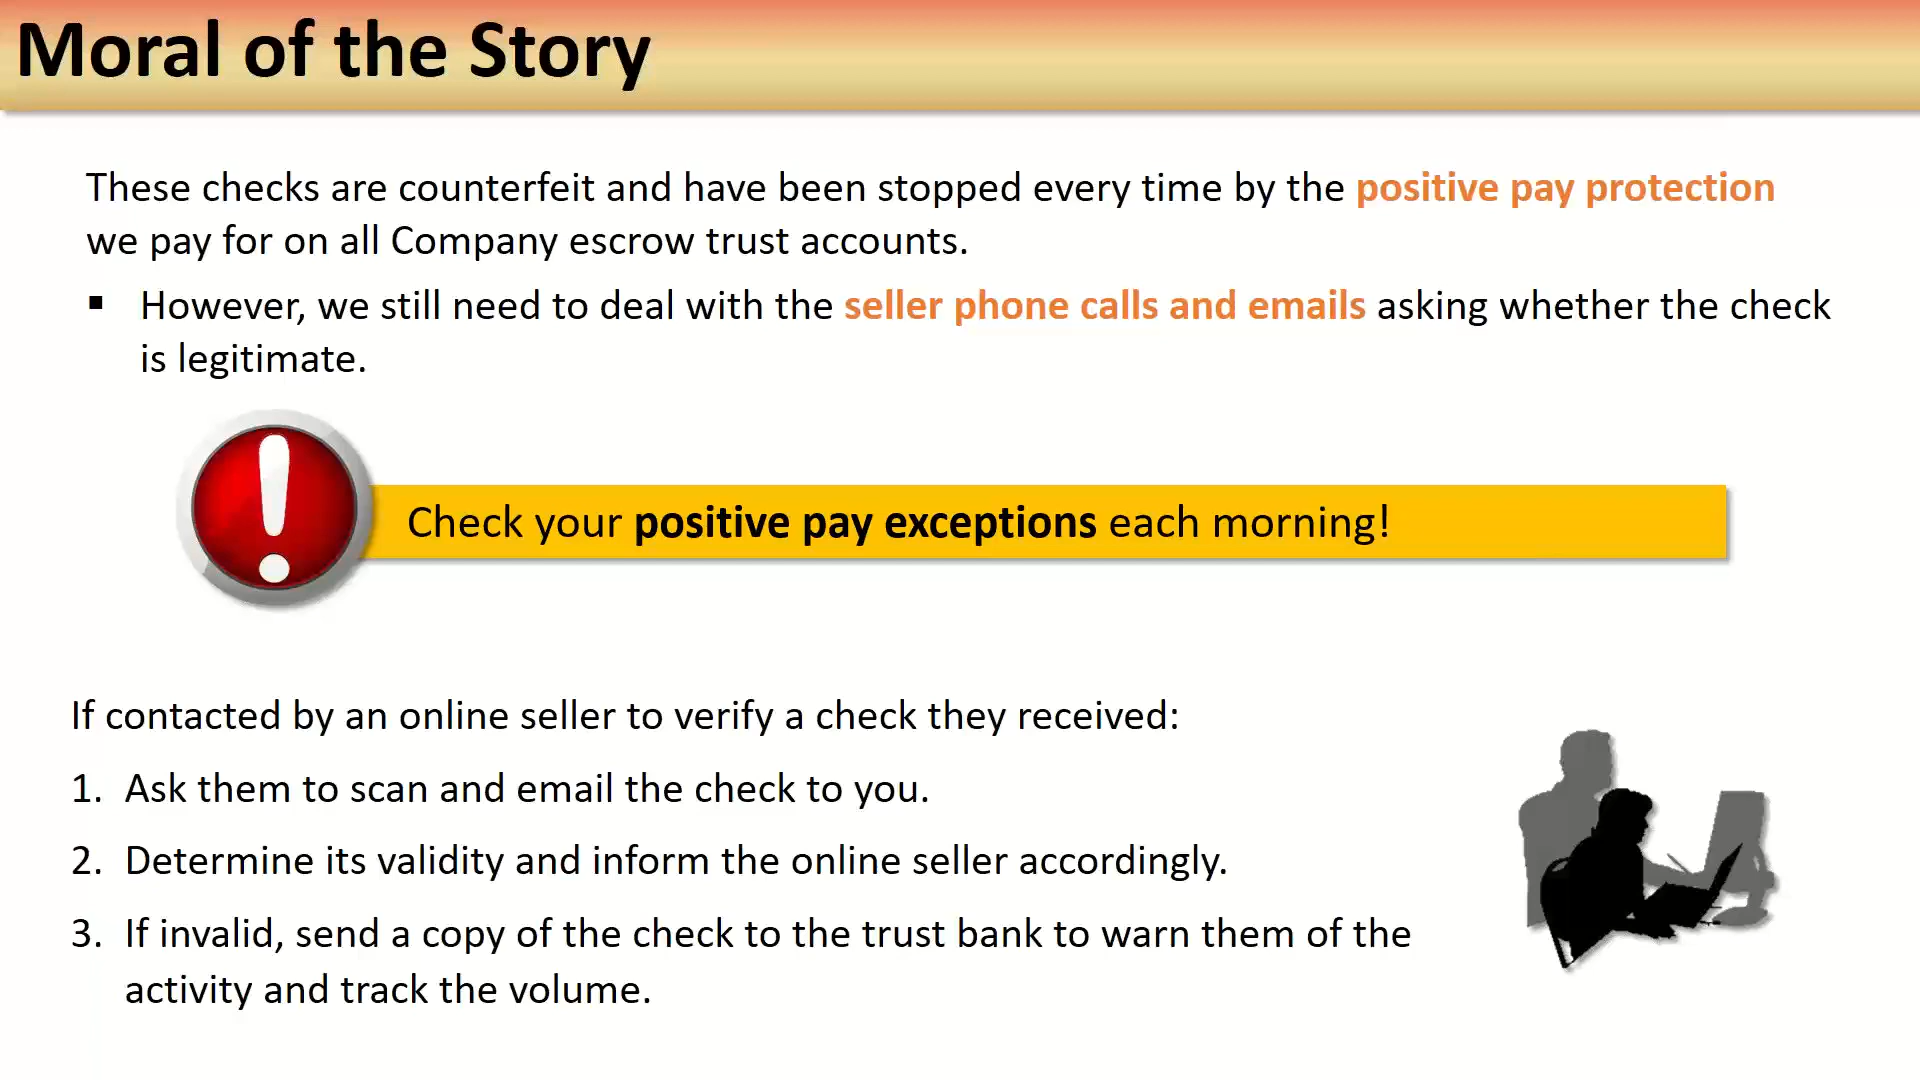 Moral of the Story
These checks are counterfeit and have been stopped every time by the positive pay protection
we pay for on all Company escrow trust accounts.
▪ However, we still need to deal with the seller phone calls and emails asking whether the check
is legitimate.
Check your positive pay exceptions each morning!
If contacted by an online seller to verify a check they received:
1. Ask them to scan and email the check to you.
2. Determine its validity and inform the online seller accordingly.
3. If invalid, send a copy of the check to the trust bank to warn them of the
activity and track the volume.